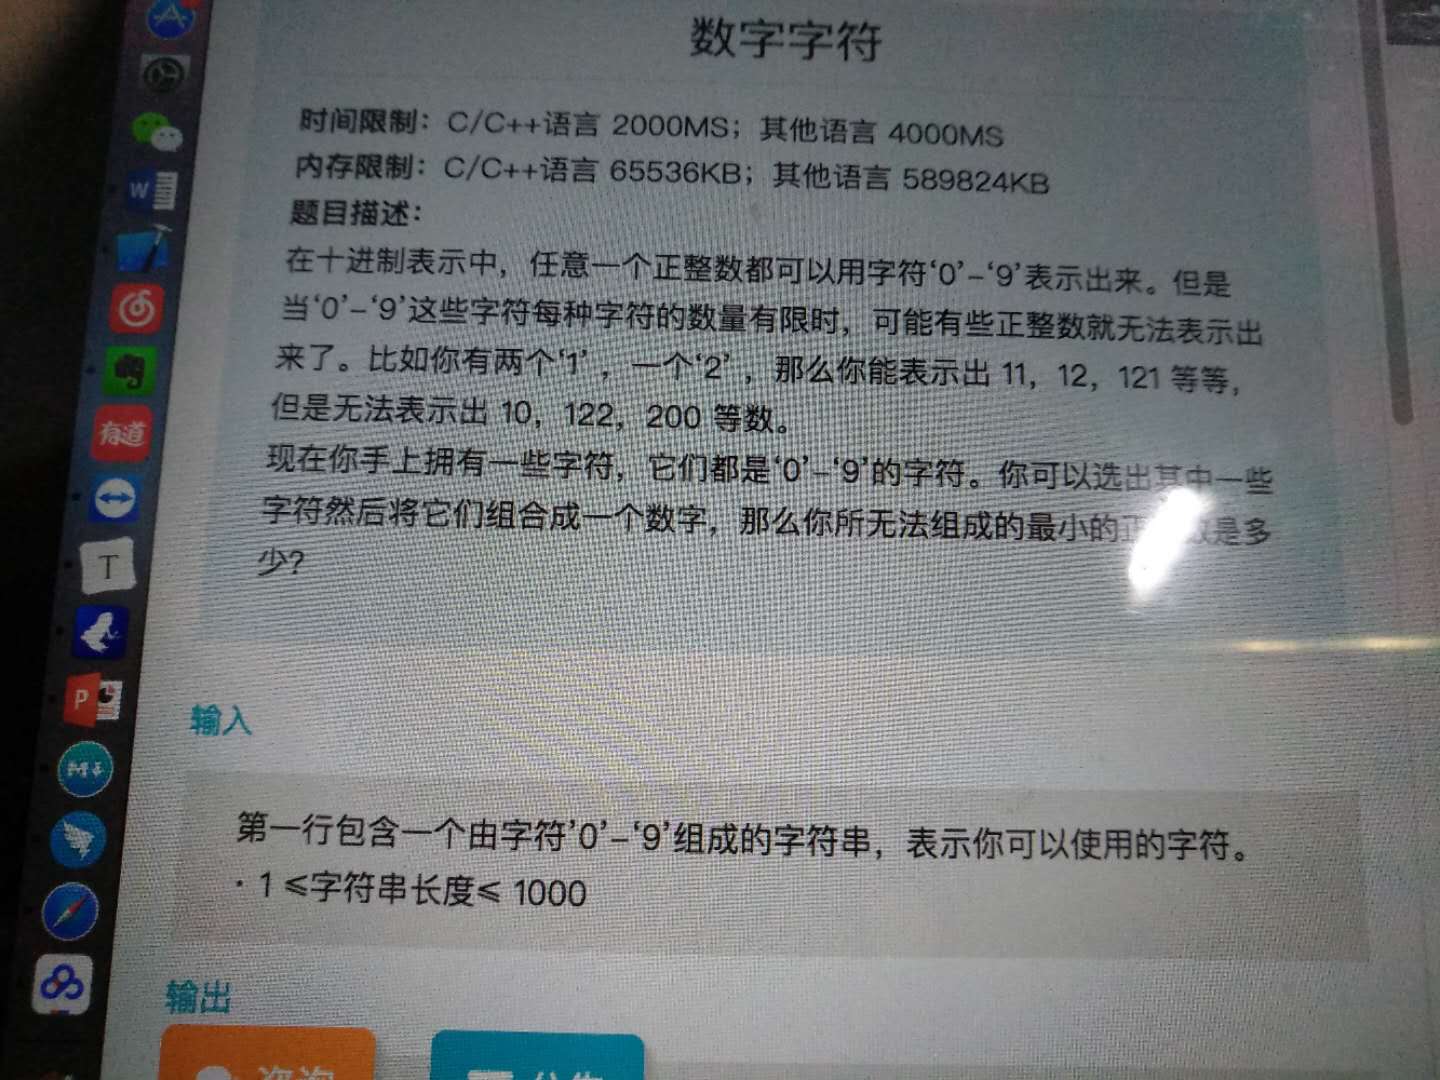 数字字符
时间限制：C/C++语言 2000MS；其他语言 4000MS
内存限制：C/C++语言 65536KB；其他语言 589824KB
题目描述：
在十进制表示中，任意一个正整数都可以用字符‘0’–‘9’表示出来。但是
当‘0’–‘9’这些字符每种字符的数量有限时，可能有些正整数就无法表示出
来了。比如你有两个‘1’，一个‘2’，那么你能表示出 11，12，121 等等，
但是无法表示出 10，122，200 等数。
现在你手上拥有一些字符，它们都是‘0’–‘9’的字符。你可以选出其中一些
字符然后将它们组合成一个数字，那么你所无法组成的最小的正数是多
少？
输入
第一行包含一个由字符’0’–‘9’组成的字符串，表示你可以使用的字符。
· 1 ≤字符串长度≤ 1000
输出
咨询
公告
W
有道
T
P
M